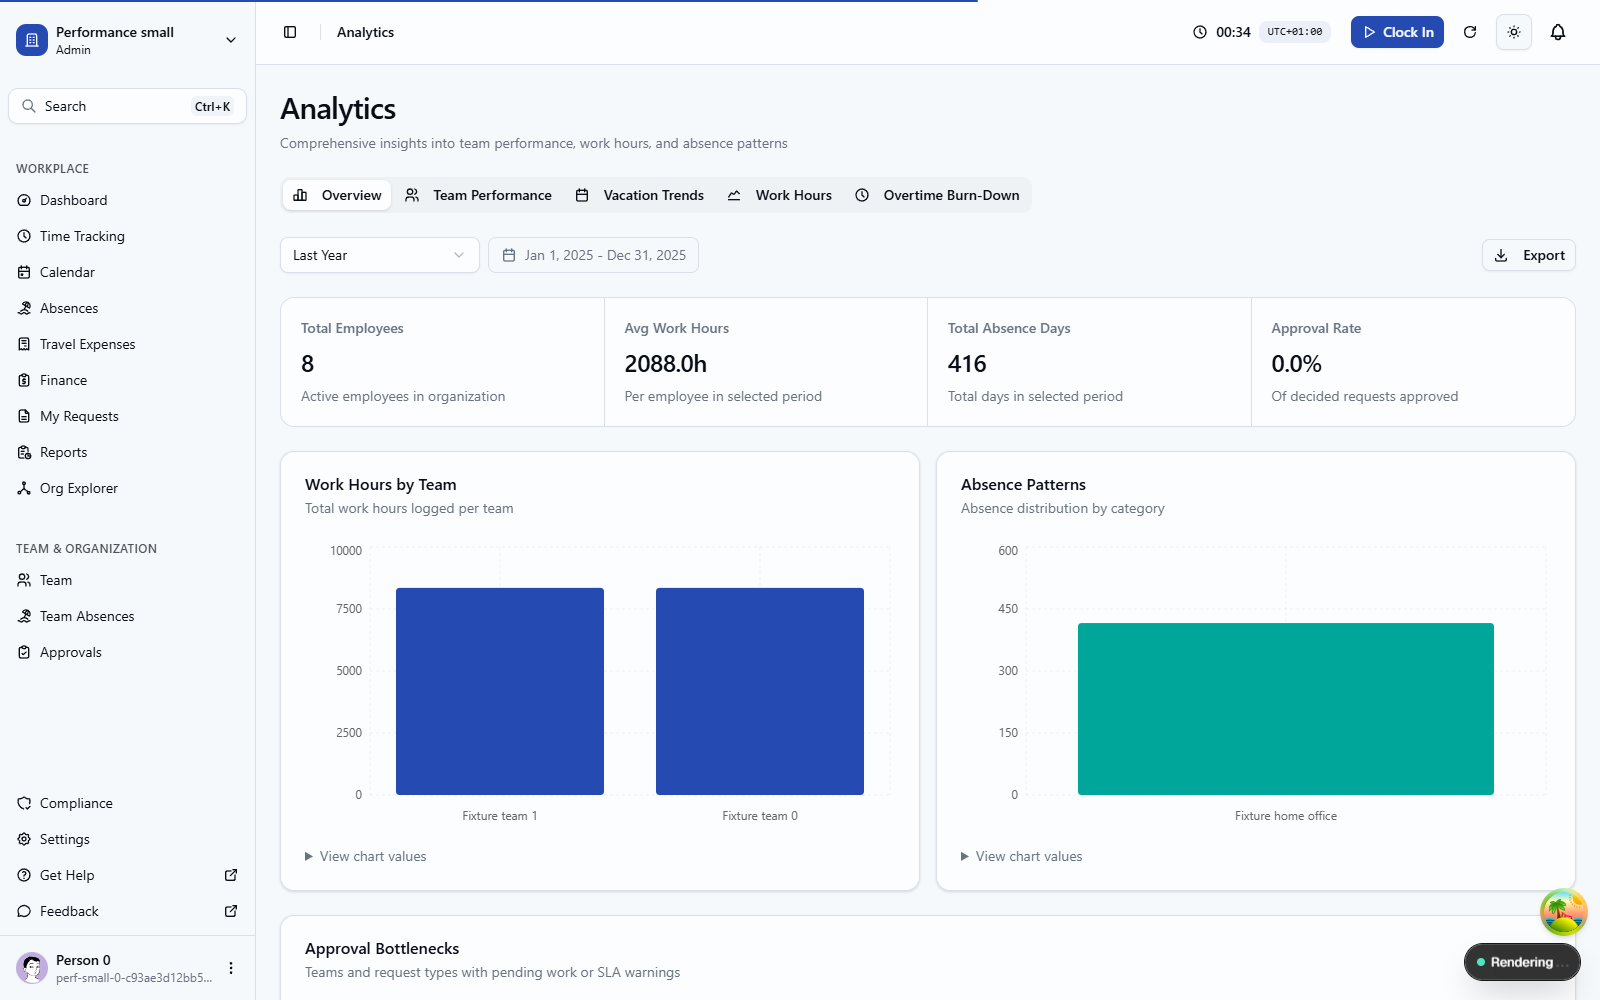 Performance small
Admin
Analytics
00:34 UTC+01:00
Clock In
Search Ctrl+K
WORKPLACE
Dashboard
Time Tracking
Calendar
Absences
Travel Expenses
Finance
My Requests
Reports
Org Explorer
TEAM & ORGANIZATION
Team
Team Absences
Approvals
Compliance
Settings
Get Help
Feedback
Person 0
perf-small-0-c93ae3d12bb5...
Analytics
Comprehensive insights into team performance, work hours, and absence patterns
Overview Team Performance Vacation Trends Work Hours Overtime Burn-Down
Last Year Jan 1, 2025 - Dec 31, 2025 Export
Total Employees
8
Active employees in organization
Avg Work Hours
2088.0h
Per employee in selected period
Total Absence Days
416
Total days in selected period
Approval Rate
0.0%
Of decided requests approved
Work Hours by Team
Total work hours logged per team
10000
7500
5000
2500
0
Fixture team 1 Fixture team 0
View chart values
Absence Patterns
Absence distribution by category
600
450
300
150
0
Fixture home office
View chart values
Approval Bottlenecks
Teams and request types with pending work or SLA warnings
Rendering ...